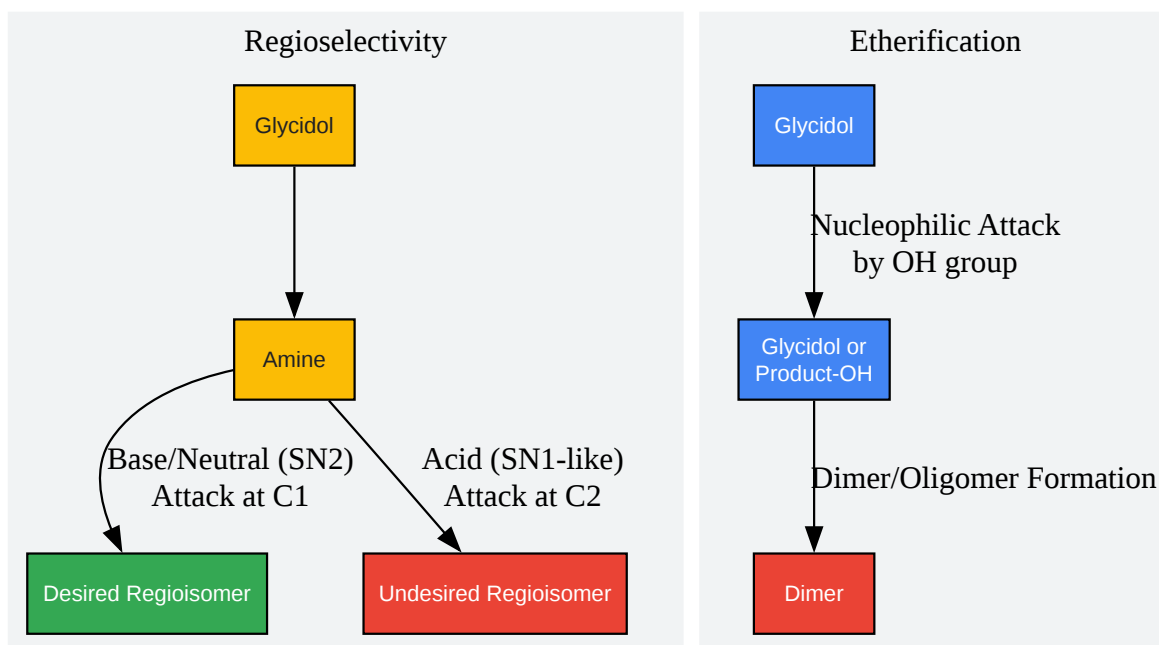 Regioselectivity
Glycidol
Amine
Base/Neutral (SN2)
Attack at C1
Acid (SN1-like)
Attack at C2
Desired Regioisomer
Undesired Regioisomer
Etherification
Glycidol
Nucleophilic Attack
by OH group
Glycidol or
Product-OH
Dimer/Oligomer Formation
Dimer